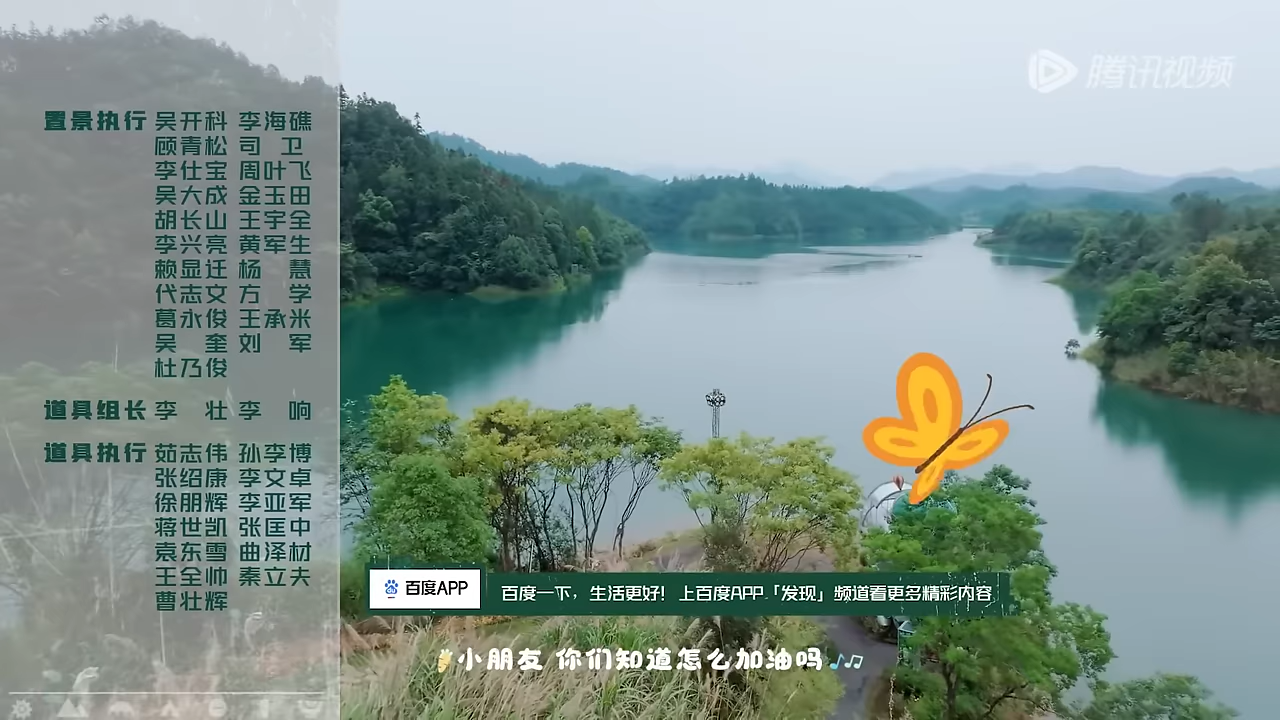 置景执行 吴开科 李海礁
顾青松 司 卫
李仕宝 周叶飞
吴大成 金玉田
胡长山 王宇全
李兴亮 黄军生
赖显迁 杨 慧
代志文 方 学
葛永俊 王承米
吴 奎 刘 军
杜乃俊
道具组长 李 壮 李 响
道具执行 茹志伟 孙李博
张绍康 李文卓
徐朋辉 李亚军
蒋世凯 张匡中
袁东雪 曲泽材
王全帅 秦立夫
曹壮辉
腾讯视频
百度APP 百度一下，生活更好！上百度APP「发现」频道看更多精彩内容
小朋友 你们知道怎么加油吗